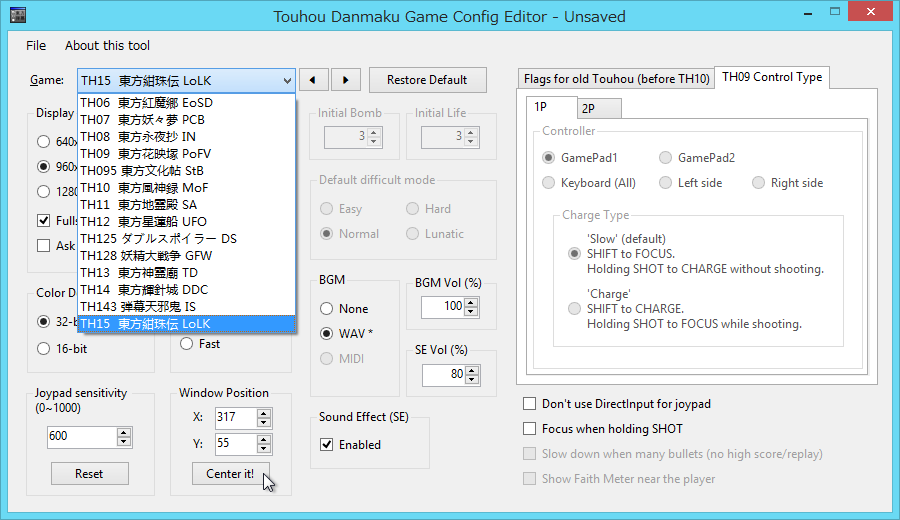 Touhou Danmaku Game Config Editor - Unsaved
File About this tool
Game: TH15 東方紺珠伝 LoLK
Restore Default
TH06 東方紅魔郷 EoSD
TH07 東方妖々夢 PCB
TH08 東方永夜抄 IN
TH09 東方花映塚 PoFV
TH095 東方文化帖 StB
TH10 東方風神録 MoF
TH11 東方地霊殿 SA
TH12 東方星蓮船 UFO
TH125 ダブルスポイラー DS
TH128 妖精大戦争 GFW
TH13 東方神霊廟 TD
TH14 東方輝針城 DDC
TH143 弾幕天邪鬼 IS
TH15 東方紺珠伝 LoLK
Display
640x
960x
1280
Fulls
Ask
Color D
32-b
16-bit
Fast
Joypad sensitivity
(0~1000)
600
Reset
Window Position
X: 317
Y: 55
Center it!
Initial Bomb
3
Initial Life
3
Default difficult mode
Easy Hard
Normal Lunatic
BGM
None
WAV *
MIDI
BGM Vol (%)
100
SE Vol (%)
80
Sound Effect (SE)
Enabled
Flags for old Touhou (before TH10) TH09 Control Type
1P 2P
Controller
GamePad1 GamePad2
Keyboard (All) Left side Right side
Charge Type
'Slow' (default)
SHIFT to FOCUS.
Holding SHOT to CHARGE without shooting.
'Charge'
SHIFT to CHARGE.
Holding SHOT to FOCUS while shooting.
Don't use DirectInput for joypad
Focus when holding SHOT
Slow down when many bullets (no high score/replay)
Show Faith Meter near the player